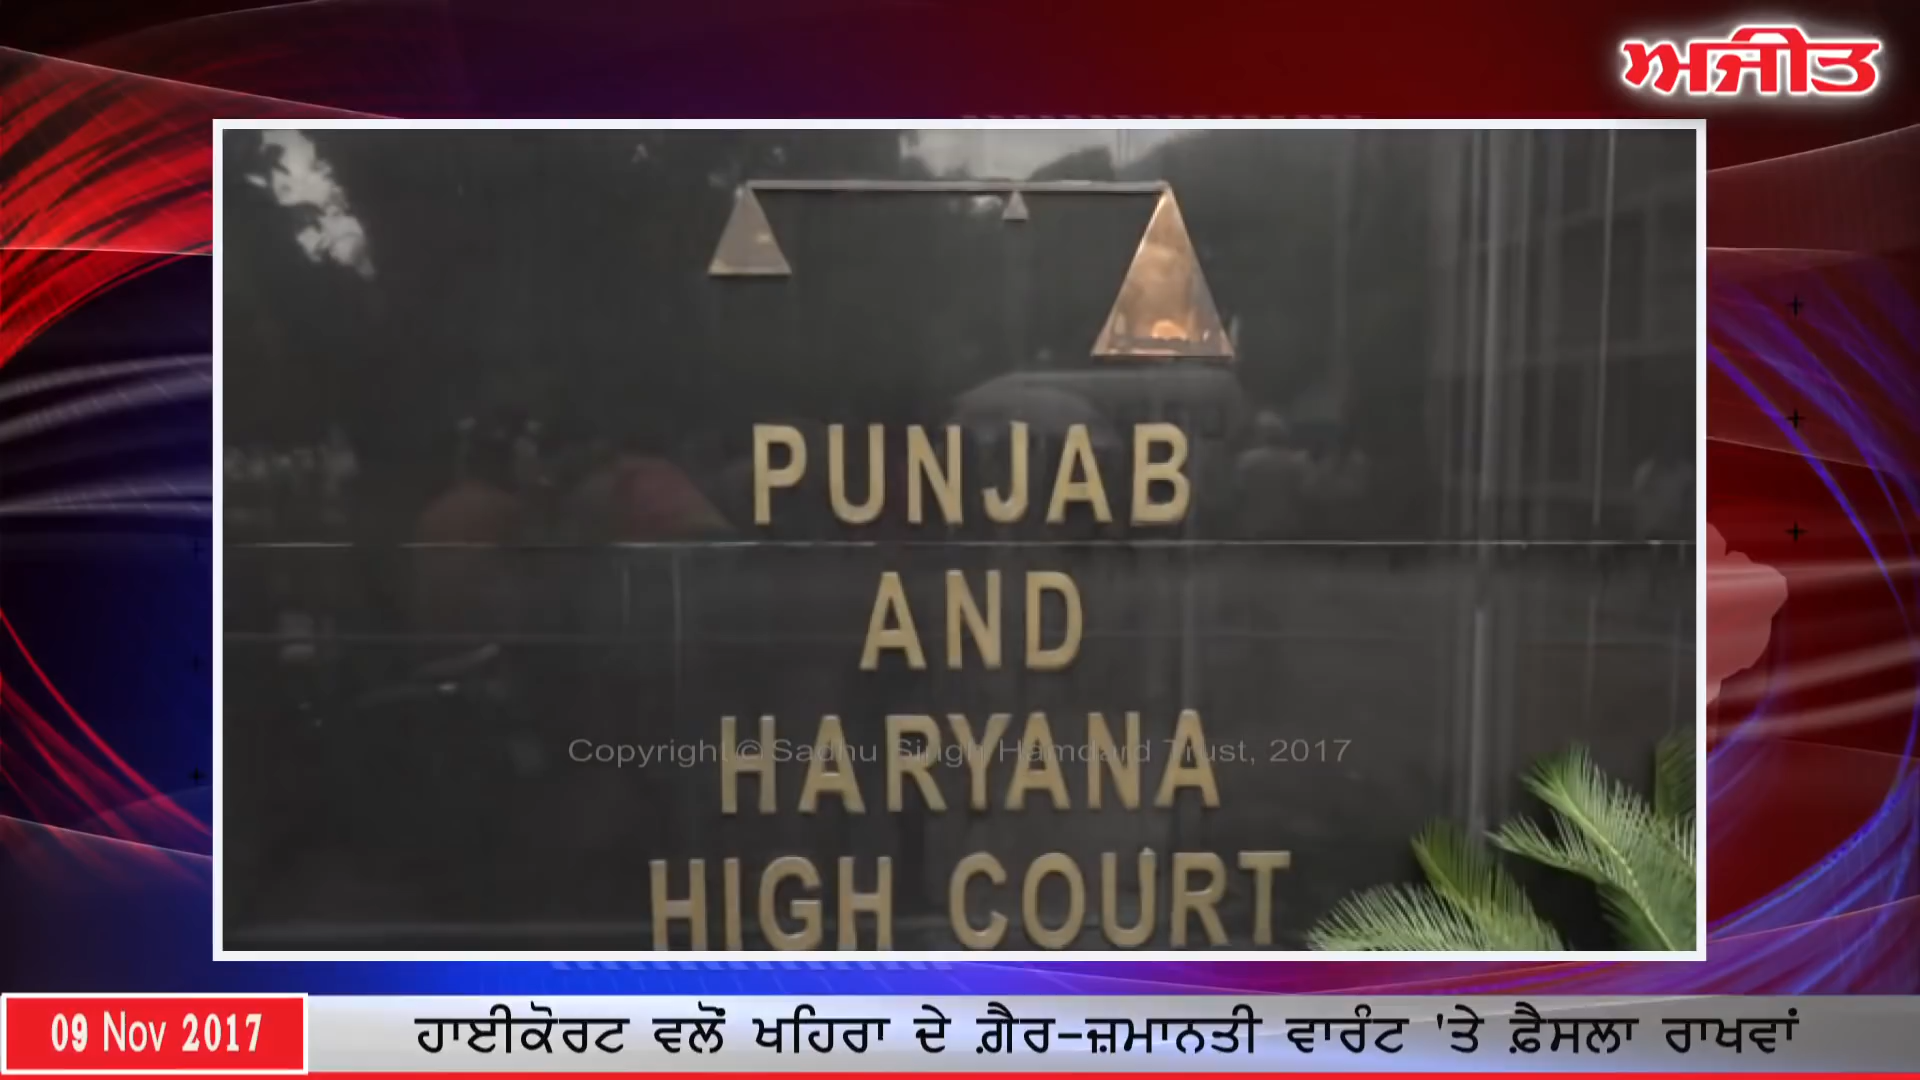 ਅਜੀਤ
PUNJAB
AND
HARYANA
Copyright © Sadhu Singh Hamdard Trust, 2017
HIGH COURT
09 Nov 2017
ਹਾਈਕੋਰਟ ਵਲੋਂ ਖਹਿਰਾ ਦੇ ਗ਼ੈਰ-ਜ਼ਮਾਨਤੀ ਵਾਰੰਟ 'ਤੇ ਫ਼ੈਸਲਾ ਰਾਖਵਾਂ